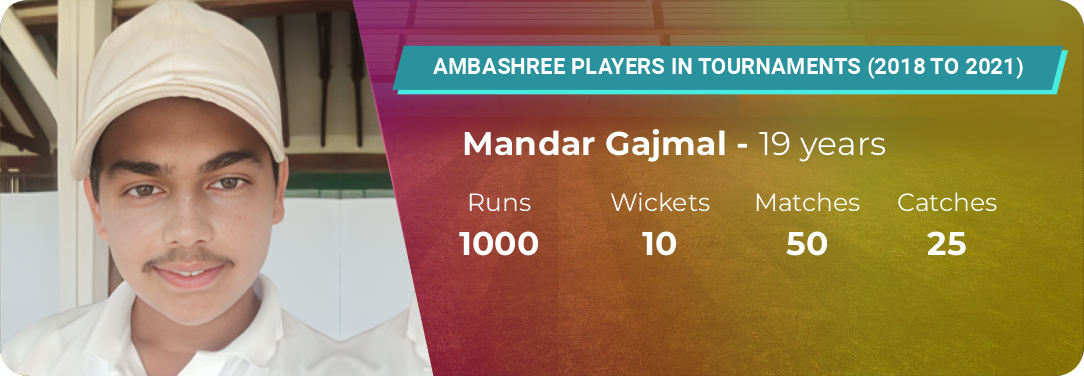 AMBASHREE PLAYERS IN TOURNAMENTS (2018 TO 2021)
Mandar Gajmal - 19 years
Runs Wickets Matches Catches
1000 10 50 25